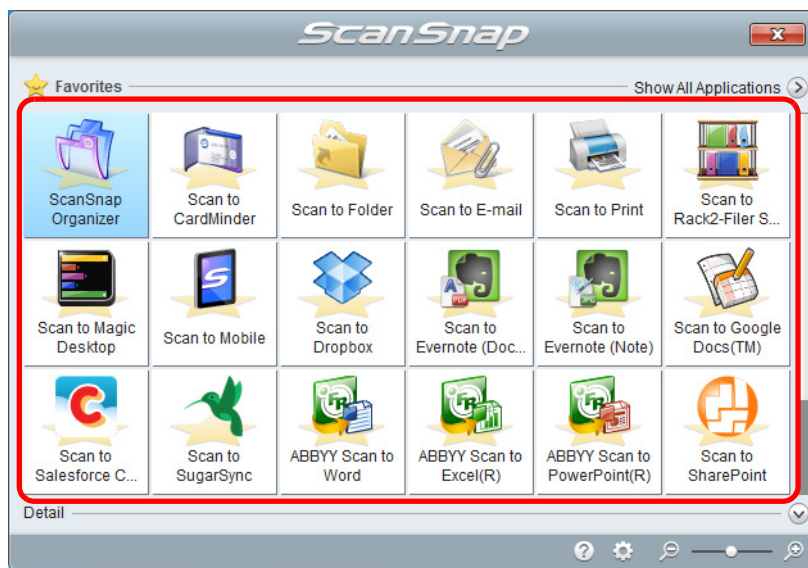 ScanSnap
Favorites
Show All Applications
ScanSnap
Organizer
Scan to
CardMinder
Scan to Folder
Scan to E-mail
Scan to Print
Scan to
Rack2-Filer S...
Scan to Magic
Desktop
Scan to Mobile
Scan to
Dropbox
Scan to
Evernote (Doc...
Scan to
Evernote (Note)
Scan to Google
Docs(TM)
Scan to
Salesforce C...
Scan to
SugarSync
ABBYY Scan to
Word
ABBYY Scan to
Excel(R)
ABBYY Scan to
PowerPoint(R)
Scan to
SharePoint
Detail